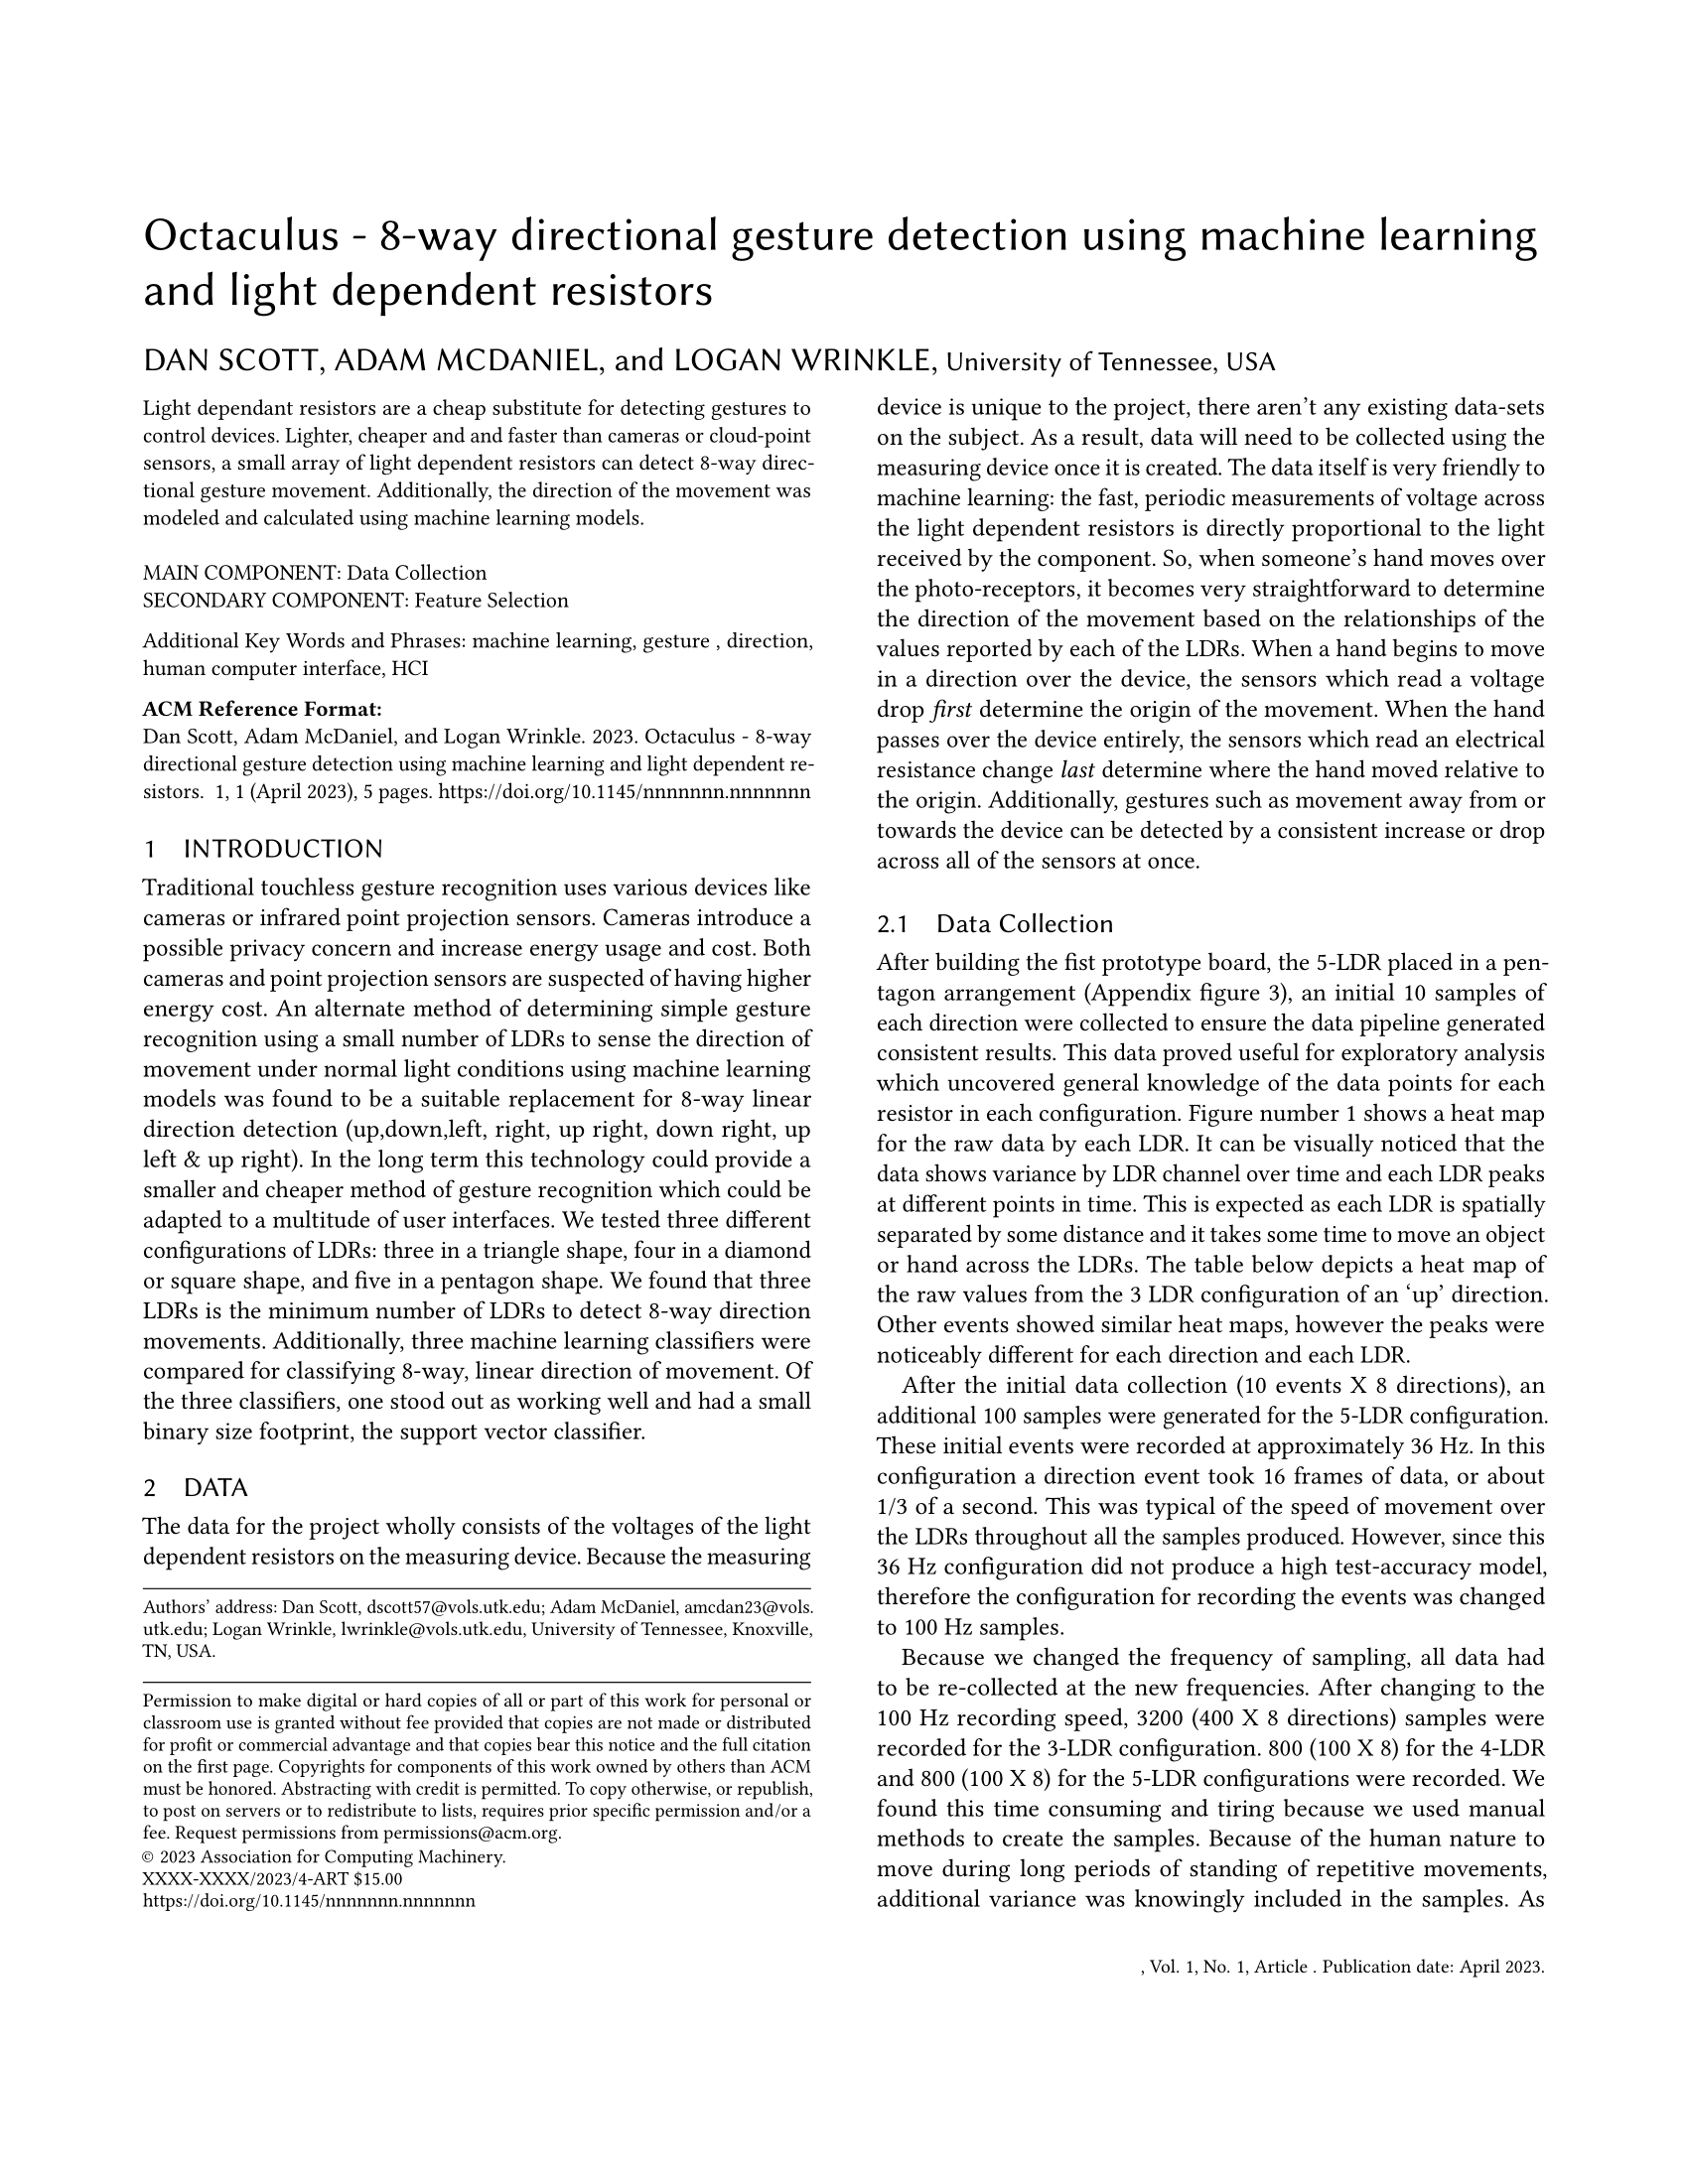 Octaculus - 8-way directional gesture detection using machine learning
and light dependent resistors
DAN SCOTT, ADAM MCDANIEL, and LOGAN WRINKLE, University of Tennessee, USA
Light dependant resistors are a cheap substitute for detecting gestures to
control devices. Lighter, cheaper and and faster than cameras or cloud-point
sensors, a small array of light dependent resistors can detect 8-way direc-
tional gesture movement. Additionally, the direction of the movement was
modeled and calculated using machine learning models.
MAIN COMPONENT: Data Collection
SECONDARY COMPONENT: Feature Selection
Additional Key Words and Phrases: machine learning, gesture , direction,
human computer interface, HCI
ACM Reference Format:
Dan Scott, Adam McDaniel, and Logan Wrinkle. 2023. Octaculus - 8-way
directional gesture detection using machine learning and light dependent re-
sistors. 1, 1 (April 2023), 5 pages. https://doi.org/10.1145/nnnnnnn.nnnnnnn
1 INTRODUCTION
Traditional touchless gesture recognition uses various devices like
cameras or infrared point projection sensors. Cameras introduce a
possible privacy concern and increase energy usage and cost. Both
cameras and point projection sensors are suspected of having higher
energy cost. An alternate method of determining simple gesture
recognition using a small number of LDRs to sense the direction of
movement under normal light conditions using machine learning
models was found to be a suitable replacement for 8-way linear
direction detection (up,down,left, right, up right, down right, up
left & up right). In the long term this technology could provide a
smaller and cheaper method of gesture recognition which could be
adapted to a multitude of user interfaces. We tested three different
configurations of LDRs: three in a triangle shape, four in a diamond
or square shape, and five in a pentagon shape. We found that three
LDRs is the minimum number of LDRs to detect 8-way direction
movements. Additionally, three machine learning classifiers were
compared for classifying 8-way, linear direction of movement. Of
the three classifiers, one stood out as working well and had a small
binary size footprint, the support vector classifier.
2 DATA
The data for the project wholly consists of the voltages of the light
dependent resistors on the measuring device. Because the measuring
Authors' address: Dan Scott, dscott57@vols.utk.edu; Adam McDaniel, amcdan23@vols.
utk.edu; Logan Wrinkle, lwrinkle@vols.utk.edu, University of Tennessee, Knoxville,
TN, USA.
Permission to make digital or hard copies of all or part of this work for personal or
classroom use is granted without fee provided that copies are not made or distributed
for profit or commercial advantage and that copies bear this notice and the full citation
on the first page. Copyrights for components of this work owned by others than ACM
must be honored. Abstracting with credit is permitted. To copy otherwise, or republish,
to post on servers or to redistribute to lists, requires prior specific permission and/or a
fee. Request permissions from permissions@acm.org.
© 2023 Association for Computing Machinery.
XXXX-XXXX/2023/4-ART $15.00
https://doi.org/10.1145/nnnnnnn.nnnnnnn
device is unique to the project, there aren't any existing data-sets
on the subject. As a result, data will need to be collected using the
measuring device once it is created. The data itself is very friendly to
machine learning: the fast, periodic measurements of voltage across
the light dependent resistors is directly proportional to the light
received by the component. So, when someone's hand moves over
the photo-receptors, it becomes very straightforward to determine
the direction of the movement based on the relationships of the
values reported by each of the LDRs. When a hand begins to move
in a direction over the device, the sensors which read a voltage
drop first determine the origin of the movement. When the hand
passes over the device entirely, the sensors which read an electrical
resistance change last determine where the hand moved relative to
the origin. Additionally, gestures such as movement away from or
towards the device can be detected by a consistent increase or drop
across all of the sensors at once.
2.1 Data Collection
After building the fist prototype board, the 5-LDR placed in a pen-
tagon arrangement (Appendix figure 3), an initial 10 samples of
each direction were collected to ensure the data pipeline generated
consistent results. This data proved useful for exploratory analysis
which uncovered general knowledge of the data points for each
resistor in each configuration. Figure number 1 shows a heat map
for the raw data by each LDR. It can be visually noticed that the
data shows variance by LDR channel over time and each LDR peaks
at different points in time. This is expected as each LDR is spatially
separated by some distance and it takes some time to move an object
or hand across the LDRs. The table below depicts a heat map of
the raw values from the 3 LDR configuration of an 'up' direction.
Other events showed similar heat maps, however the peaks were
noticeably different for each direction and each LDR.
After the initial data collection (10 events X 8 directions), an
additional 100 samples were generated for the 5-LDR configuration.
These initial events were recorded at approximately 36 Hz. In this
configuration a direction event took 16 frames of data, or about
1/3 of a second. This was typical of the speed of movement over
the LDRs throughout all the samples produced. However, since this
36 Hz configuration did not produce a high test-accuracy model,
therefore the configuration for recording the events was changed
to 100 Hz samples.
Because we changed the frequency of sampling, all data had
to be re-collected at the new frequencies. After changing to the
100 Hz recording speed, 3200 (400 X 8 directions) samples were
recorded for the 3-LDR configuration. 800 (100 X 8) for the 4-LDR
and 800 (100 X 8) for the 5-LDR configurations were recorded. We
found this time consuming and tiring because we used manual
methods to create the samples. Because of the human nature to
move during long periods of standing of repetitive movements,
additional variance was knowingly included in the samples. As
, Vol. 1, No. 1, Article . Publication date: April 2023.